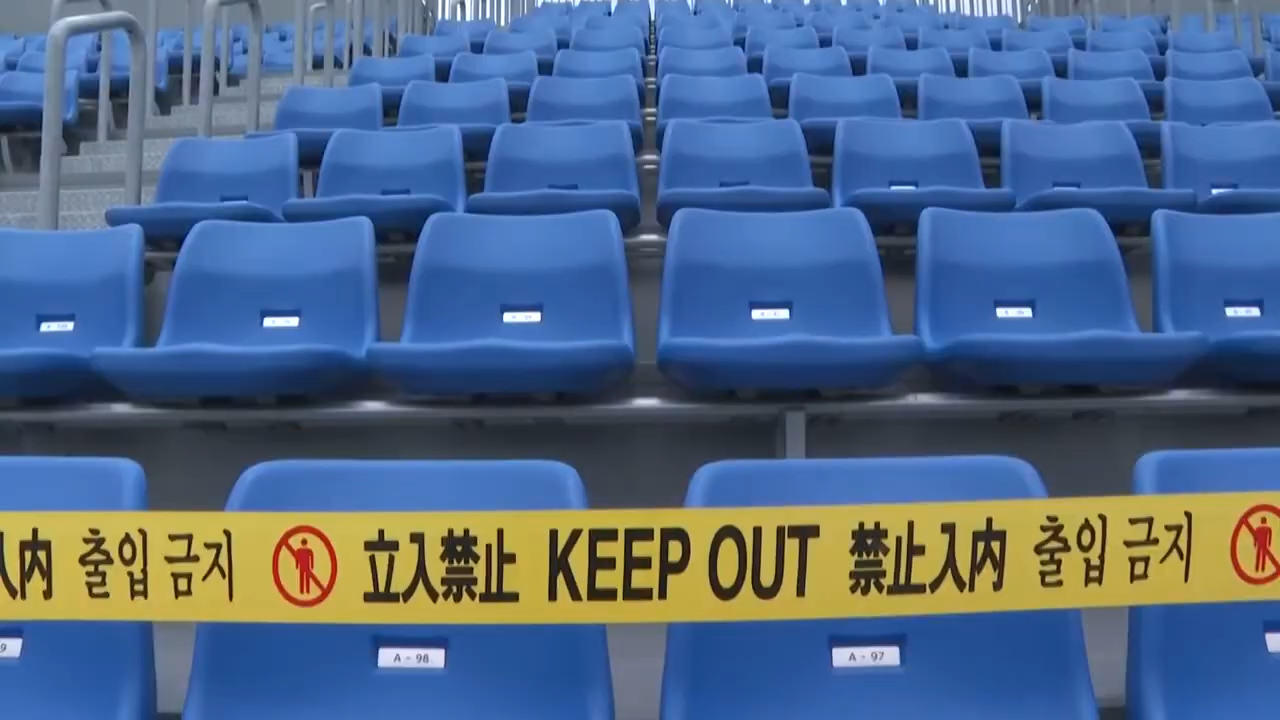 入内 출입 금지 立入禁止 KEEP OUT 禁止入内 출입 금지
9 A - 98 A - 97